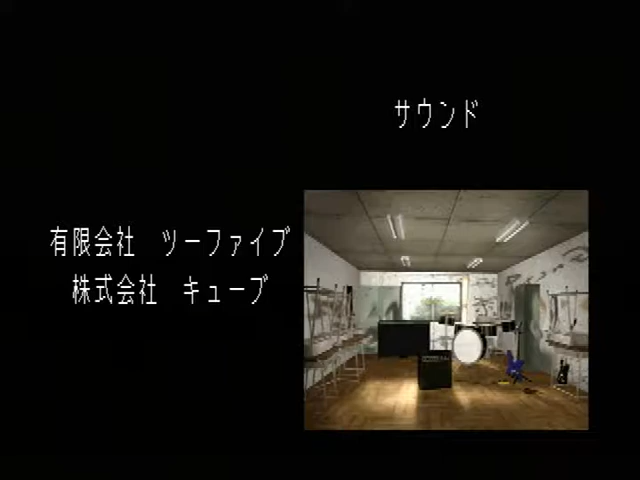 サウンド
有限会社　ツーファイブ
株式会社　キューブ